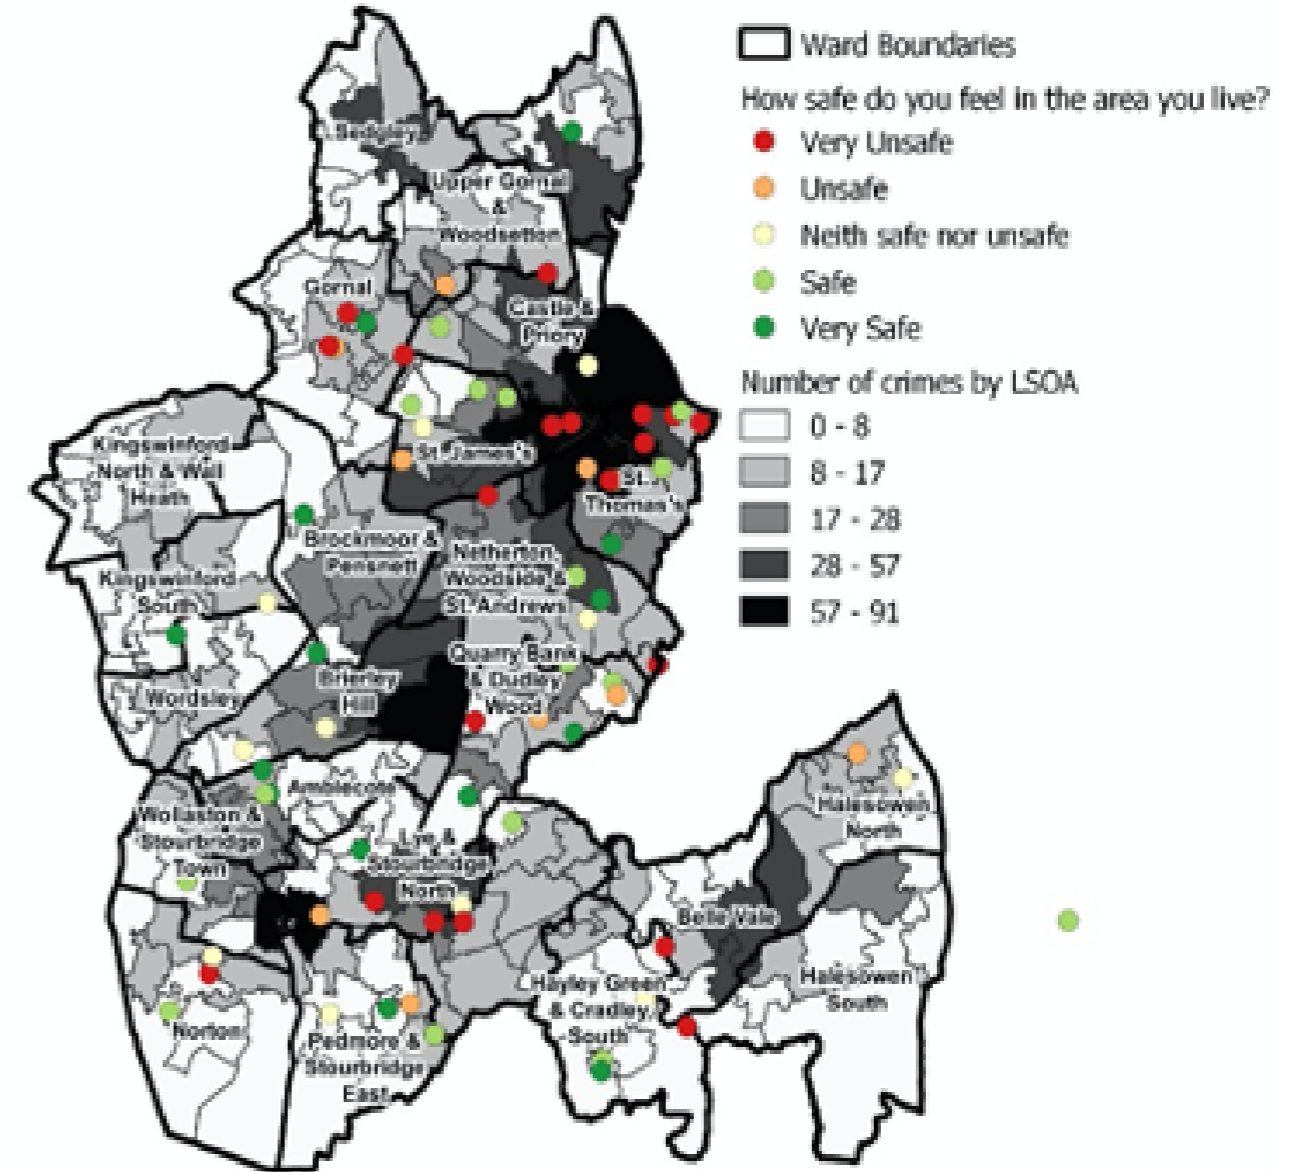 Ward Boundaries
How safe do you feel in the area you live?
Very Unsafe
Unsafe
Neith safe nor unsafe
Safe
Very Safe
Number of crimes by LSOA
0 - 8
8 - 17
17 - 28
28 - 57
57 - 91
Sedgley
Upper Gornal
&
Woodsetton
Gornal
Castle &
Priory
Kingswinford
North & Wall
Heath
St. James's
St.
Thomas's
Brockmoor &
Pensnett
Netherton,
Woodside &
St. Andrews
Kingswinford
South
Quarry Bank
& Dudley
Wood
Brierley
Hill
Wordsley
Amblecote
Wollaston &
Stourbridge
Town
Lye &
Stourbridge
North
Halesowen
North
Belle Vale
Halesowen
South
Hayley Green
& Cradley
South
Norton
Pedmore &
Stourbridge
East